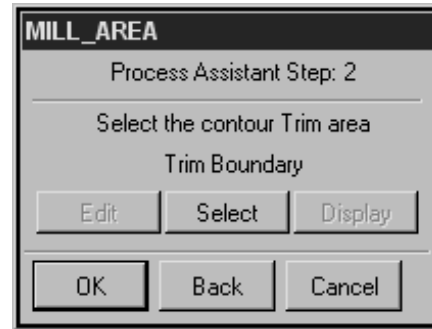 MILL_AREA
Process Assistant Step: 2
Select the contour Trim area
Trim Boundary
Edit Select Display
OK Back Cancel